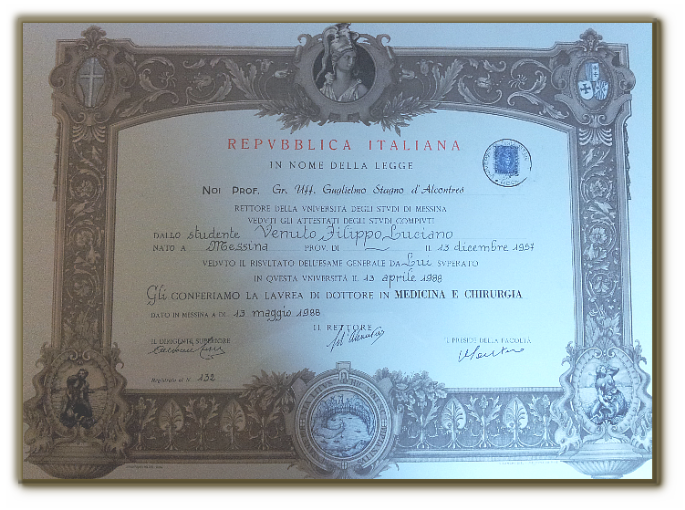 REPVBBLICA ITALIANA
IN NOME DELLA LEGGE
NOI PROF. Gr. Uff. Guglielmo Stagno d'Alcontres
RETTORE DELLA VNIVERSITÀ DEGLI STVDI DI MESSINA
VEDVTI GLI ATTESTATI DEGLI STVDI COMPIVTI
DALLO studente Venuto Filippo Luciano
NATO A Messina PROV. DI IL 13 dicembre 1957
VEDVTO IL RISVLTATO DELL'ESAME GENERALE DA Lui SVPERATO
IN QVESTA VNIVERSITÀ IL 13 aprile 1988
Gli CONFERIAMO LA LAVREA DI DOTTORE IN MEDICINA E CHIRURGIA
DATO IN MESSINA A DÌ 13 maggio 1988
IL RETTORE
IL DIRIGENTE SUPERIORE IL PRESIDE DELLA FACOLTÀ
Registrato al N. 132